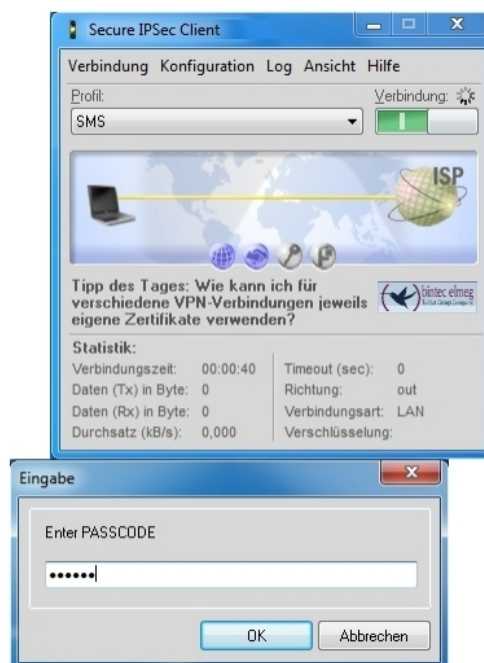 Secure IPSec Client
Verbindung Konfiguration Log Ansicht Hilfe
Profil: Verbindung:
SMS
ISP
Tipp des Tages: Wie kann ich für
verschiedene VPN-Verbindungen jeweils
eigene Zertifikate verwenden?
bintec elmeg
Statistik:
Verbindungszeit: 00:00:40 Timeout (sec): 0
Daten (Tx) in Byte: 0 Richtung: out
Daten (Rx) in Byte: 0 Verbindungsart: LAN
Durchsatz (kB/s): 0,000 Verschlüsselung:
Eingabe
Enter PASSCODE
••••••
OK Abbrechen